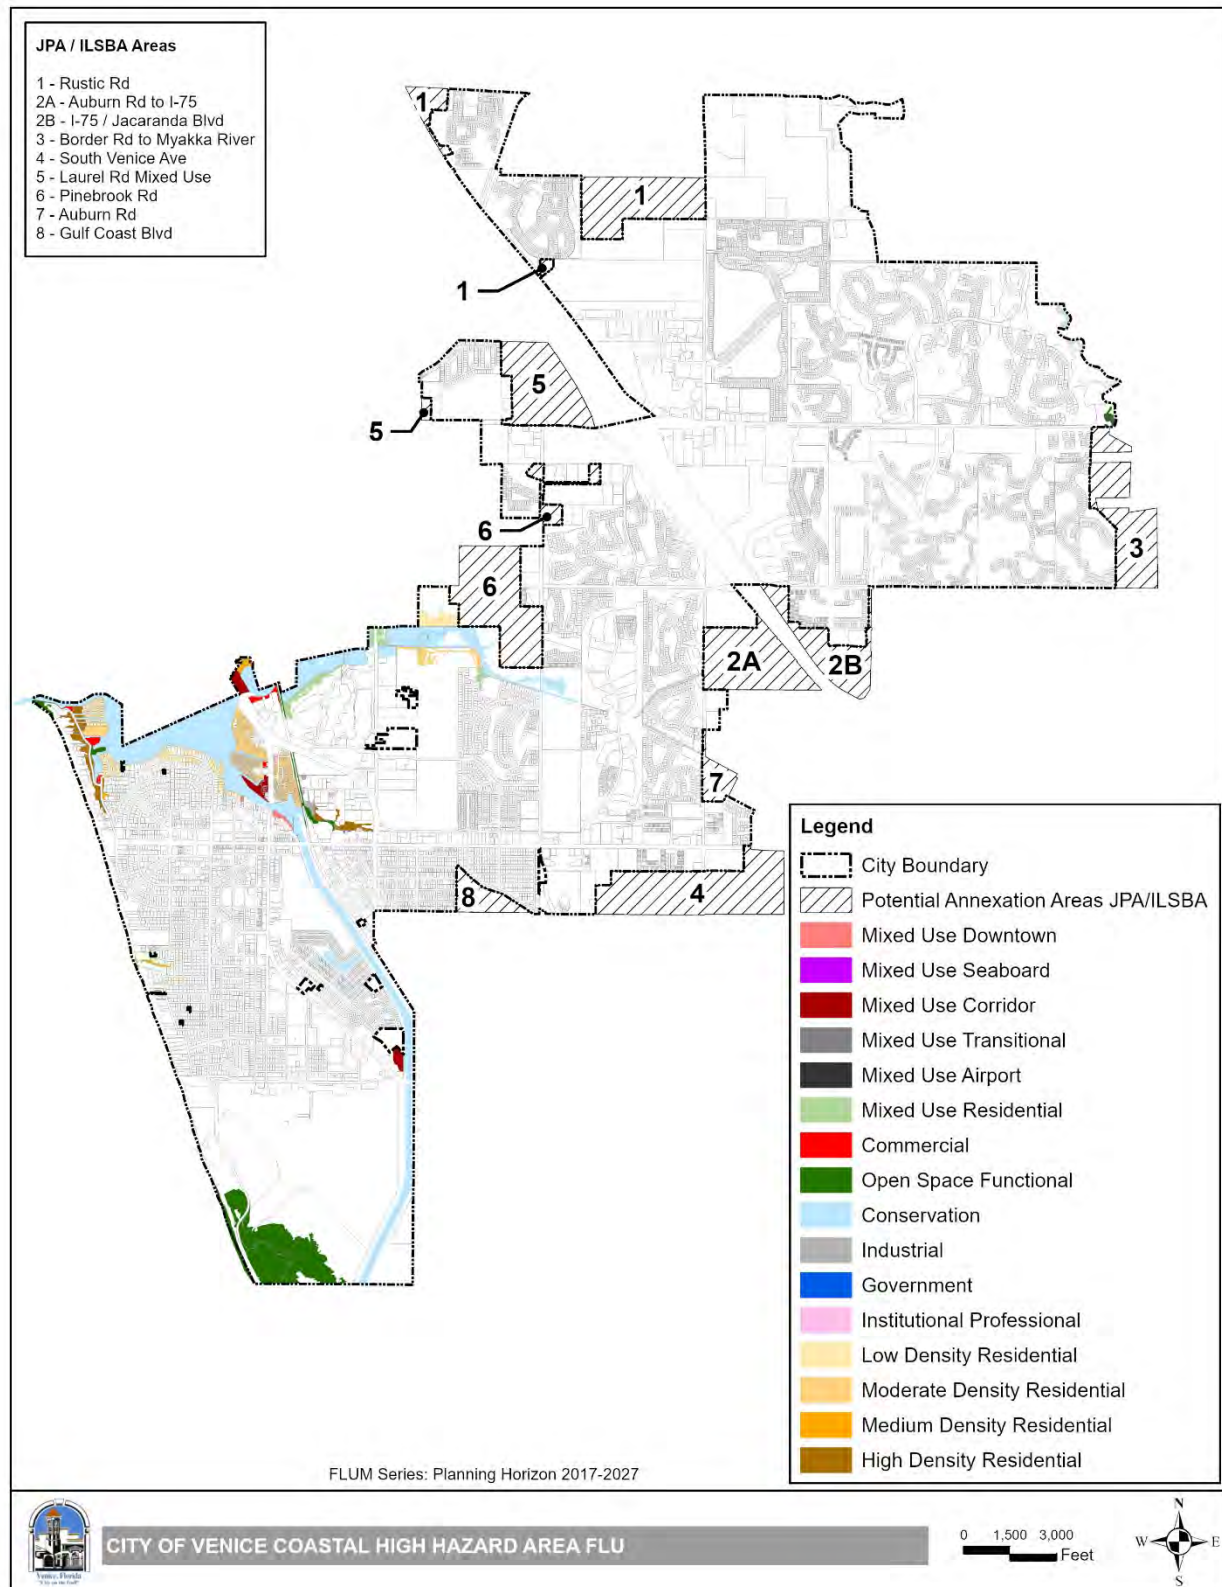 JPA / ILSBA Areas
1 - Rustic Rd
2A - Auburn Rd to I-75
2B - I-75 / Jacaranda Blvd
3 - Border Rd to Myakka River
4 - South Venice Ave
5 - Laurel Rd Mixed Use
6 - Pinebrook Rd
7 - Auburn Rd
8 - Gulf Coast Blvd
1
1
1
5
5
6
3
6
2A
2B
7
8
4
Legend
City Boundary
Potential Annexation Areas JPA/ILSBA
Mixed Use Downtown
Mixed Use Seaboard
Mixed Use Corridor
Mixed Use Transitional
Mixed Use Airport
Mixed Use Residential
Commercial
Open Space Functional
Conservation
Industrial
Government
Institutional Professional
Low Density Residential
Moderate Density Residential
Medium Density Residential
High Density Residential
FLUM Series: Planning Horizon 2017-2027
CITY OF VENICE COASTAL HIGH HAZARD AREA FLU
0 1,500 3,000
Feet
N
W E
S
Venice, Florida
"City on the Gulf"